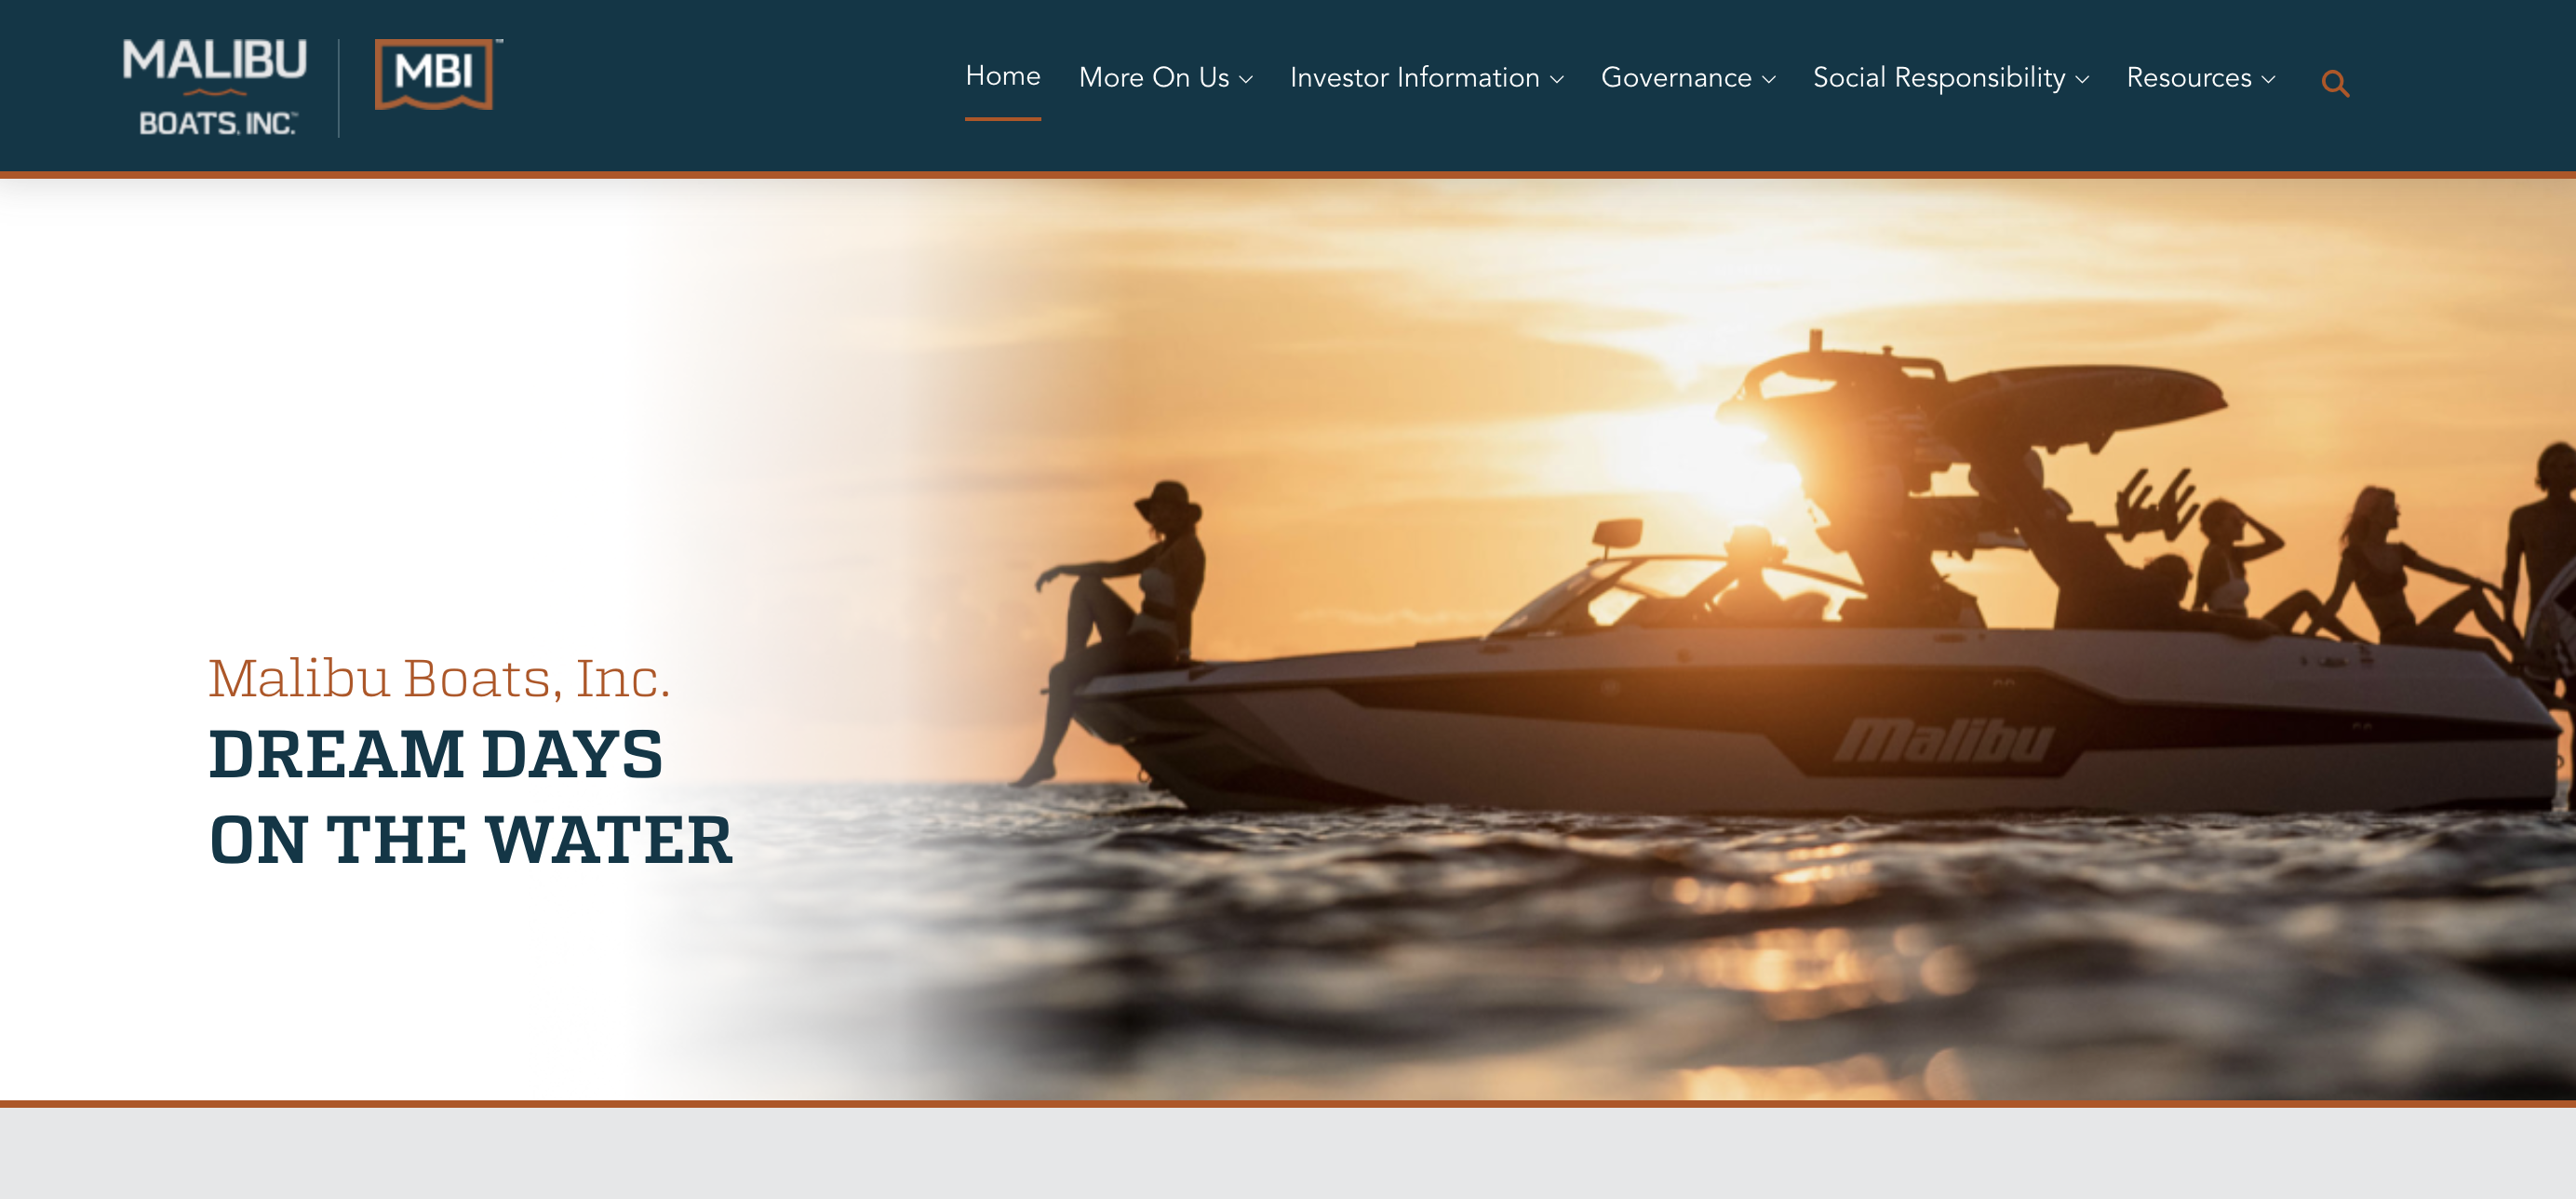 MALIBU
BOATS, INC.™
MBI™
Home
More On Us
Investor Information
Governance
Social Responsibility
Resources
Malibu Boats, Inc.
DREAM DAYS
ON THE WATER
Malibu